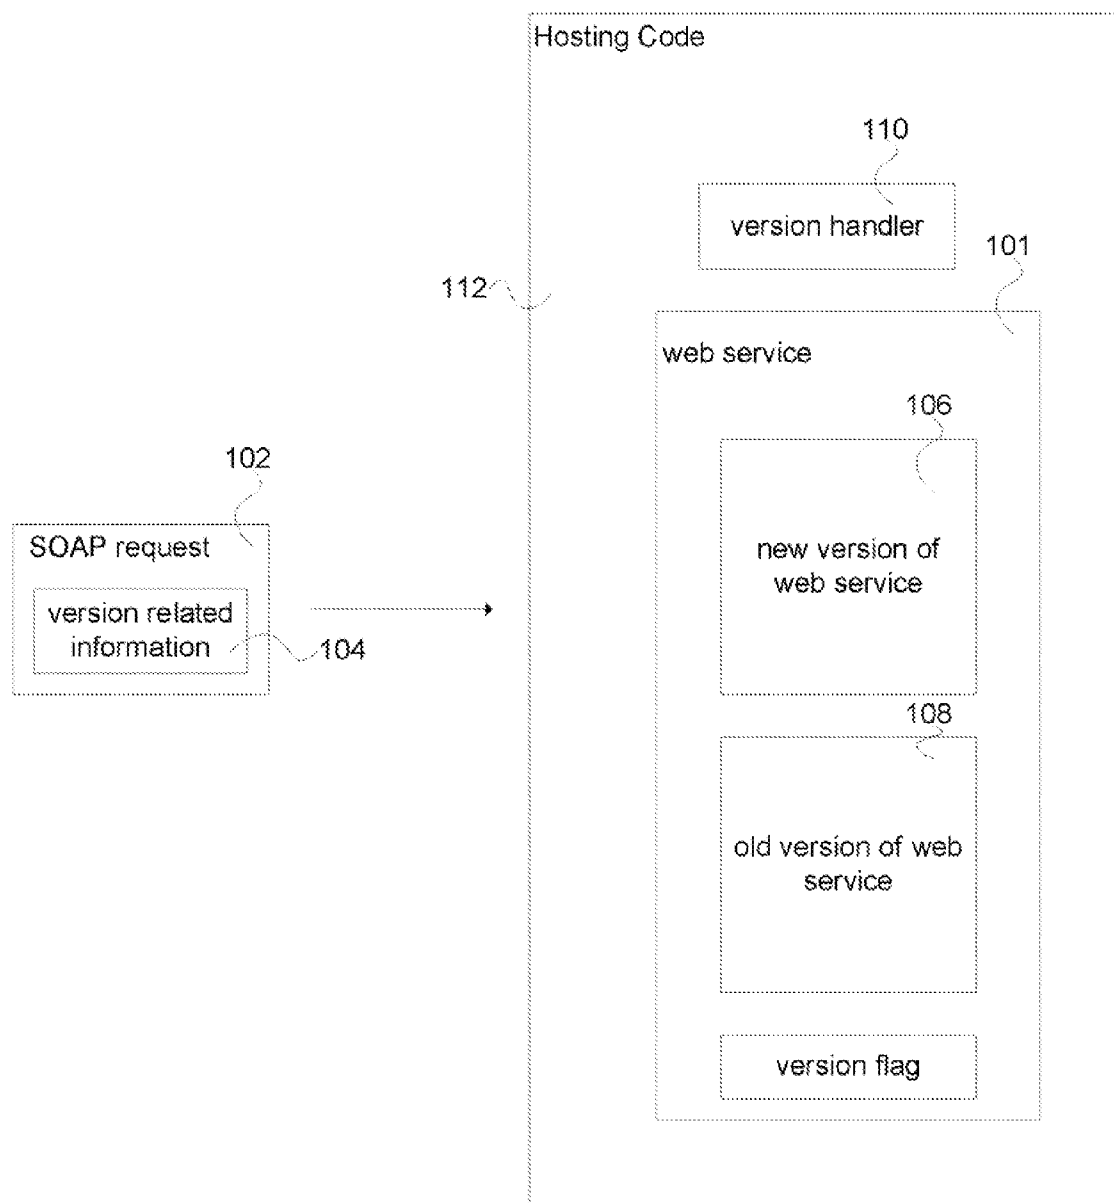 Hosting Code
110
version handler
101
112
web service
106
102
SOAP request
new version of
web service
version related
information
104
108
old version of web
service
version flag